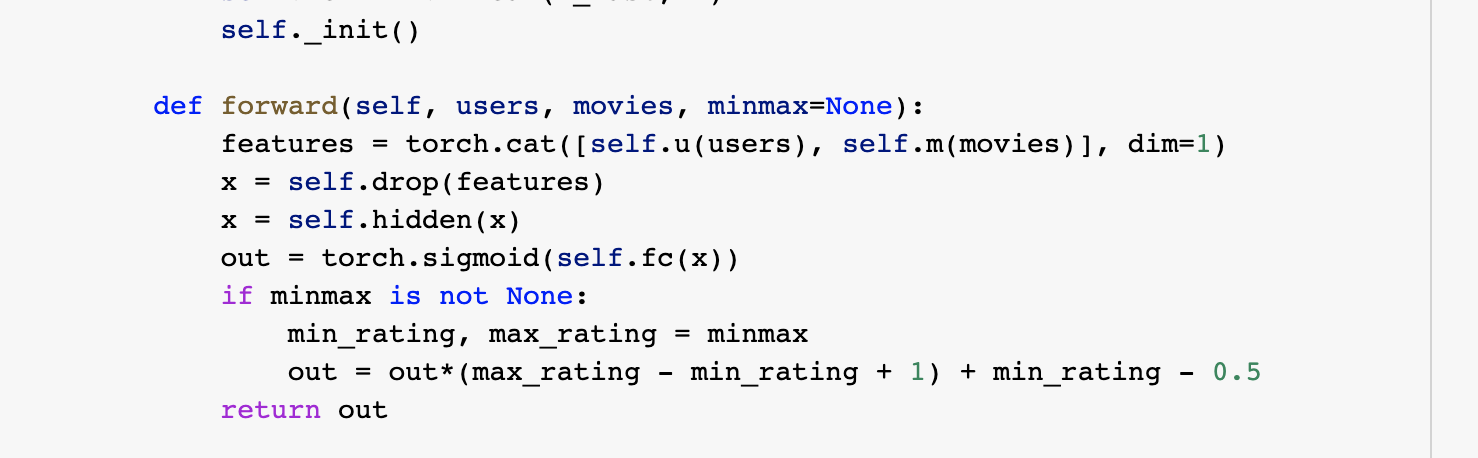 self._init()
def forward(self, users, movies, minmax=None):
features = torch.cat([self.u(users), self.m(movies)], dim=1)
x = self.drop(features)
x = self.hidden(x)
out = torch.sigmoid(self.fc(x))
if minmax is not None:
min_rating, max_rating = minmax
out = out*(max_rating - min_rating + 1) + min_rating - 0.5
return out